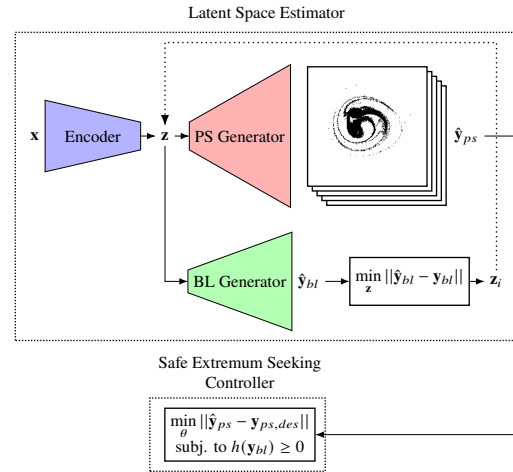 Latent Space Estimator
x
Encoder
z
PS Generator
ŷ_ps
BL Generator
ŷ_bl
min_z ||ŷ_bl − y_bl||
z_i
Safe Extremum Seeking
Controller
min_θ ||ŷ_ps − y_ps,des||
subj. to h(y_bl) ≥ 0